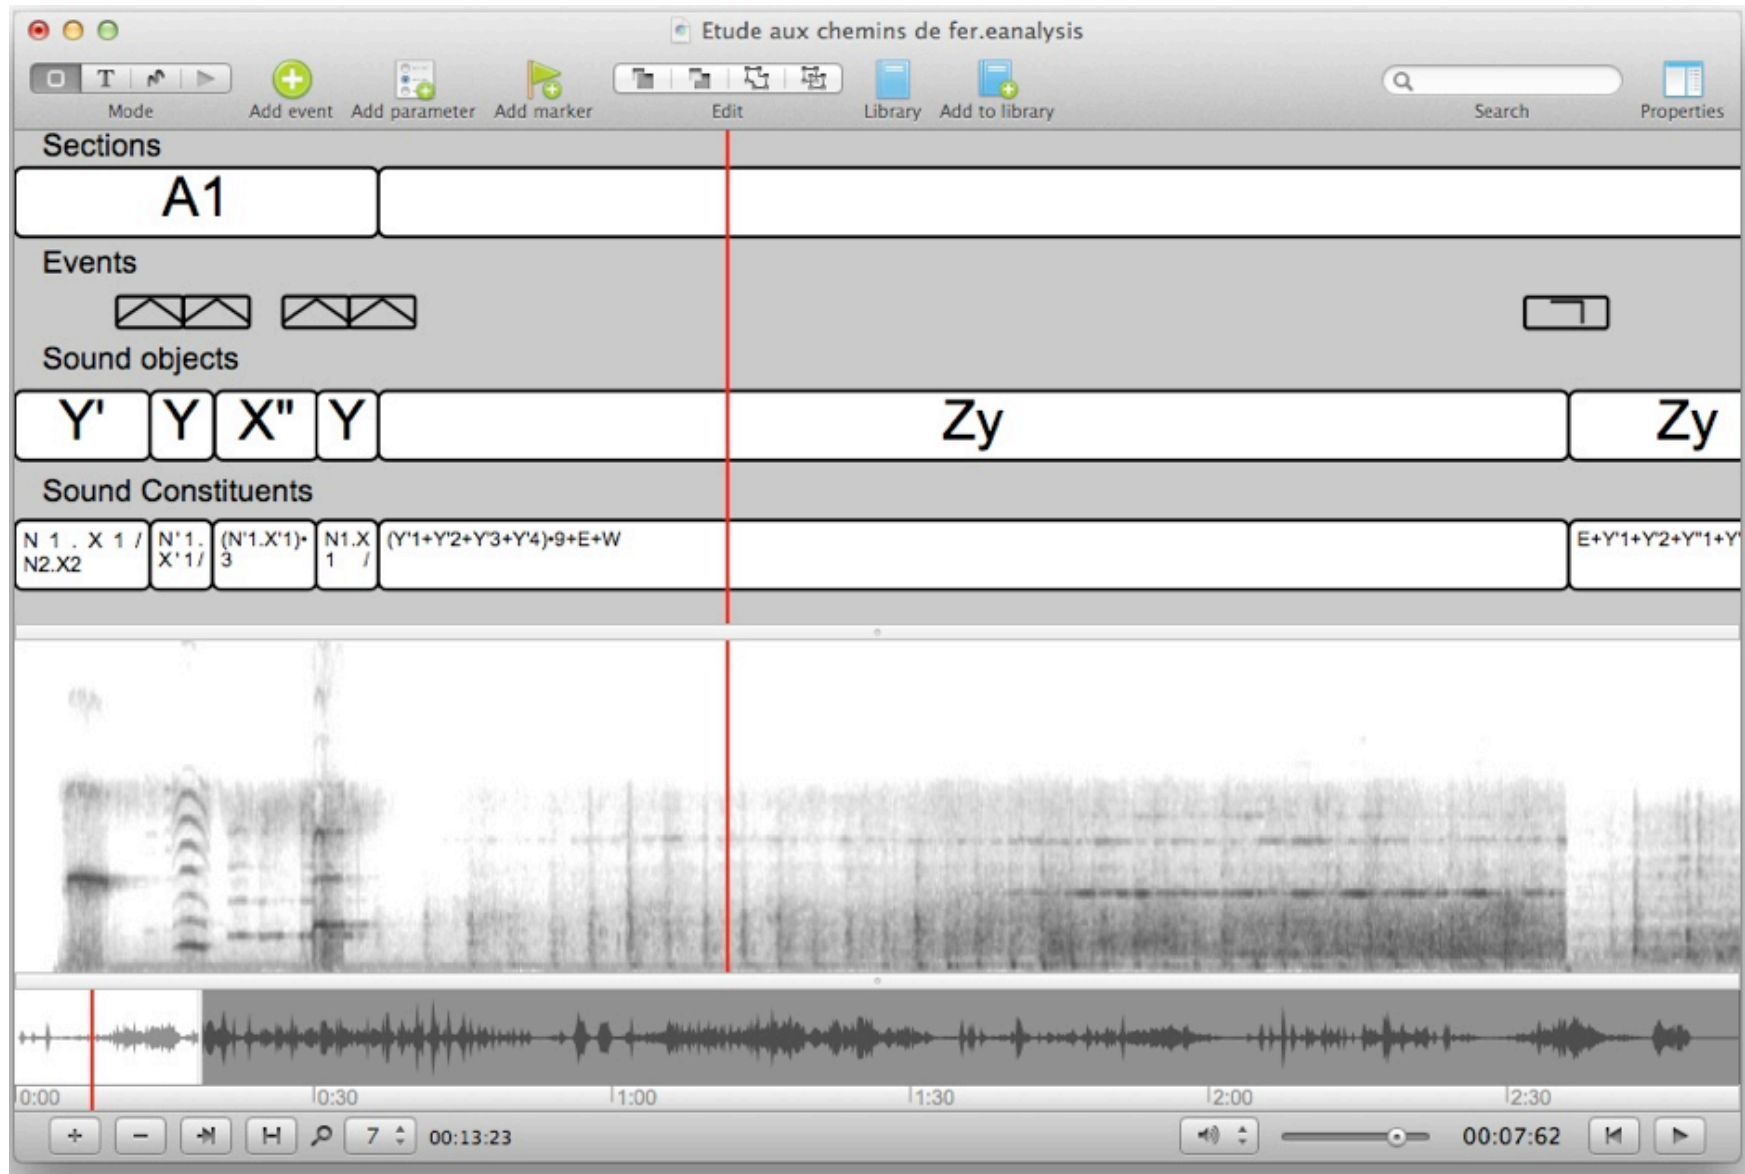 Etude aux chemins de fer.eanalysis
T
Mode Add event Add parameter Add marker Edit Library Add to library Search Properties
Sections
A1
Events
Sound objects
Y' Y X" Y Zy Zy
Sound Constituents
N 1 . X 1 / N'1. (N'1.X'1)• N1.X (Y'1+Y'2+Y'3+Y'4)•9+E+W E+Y'1+Y'2+Y"1+Y'
N2.X2 X'1/ 3 1 /
0:00 0:30 1:00 1:30 2:00 2:30
7 00:13:23 00:07:62